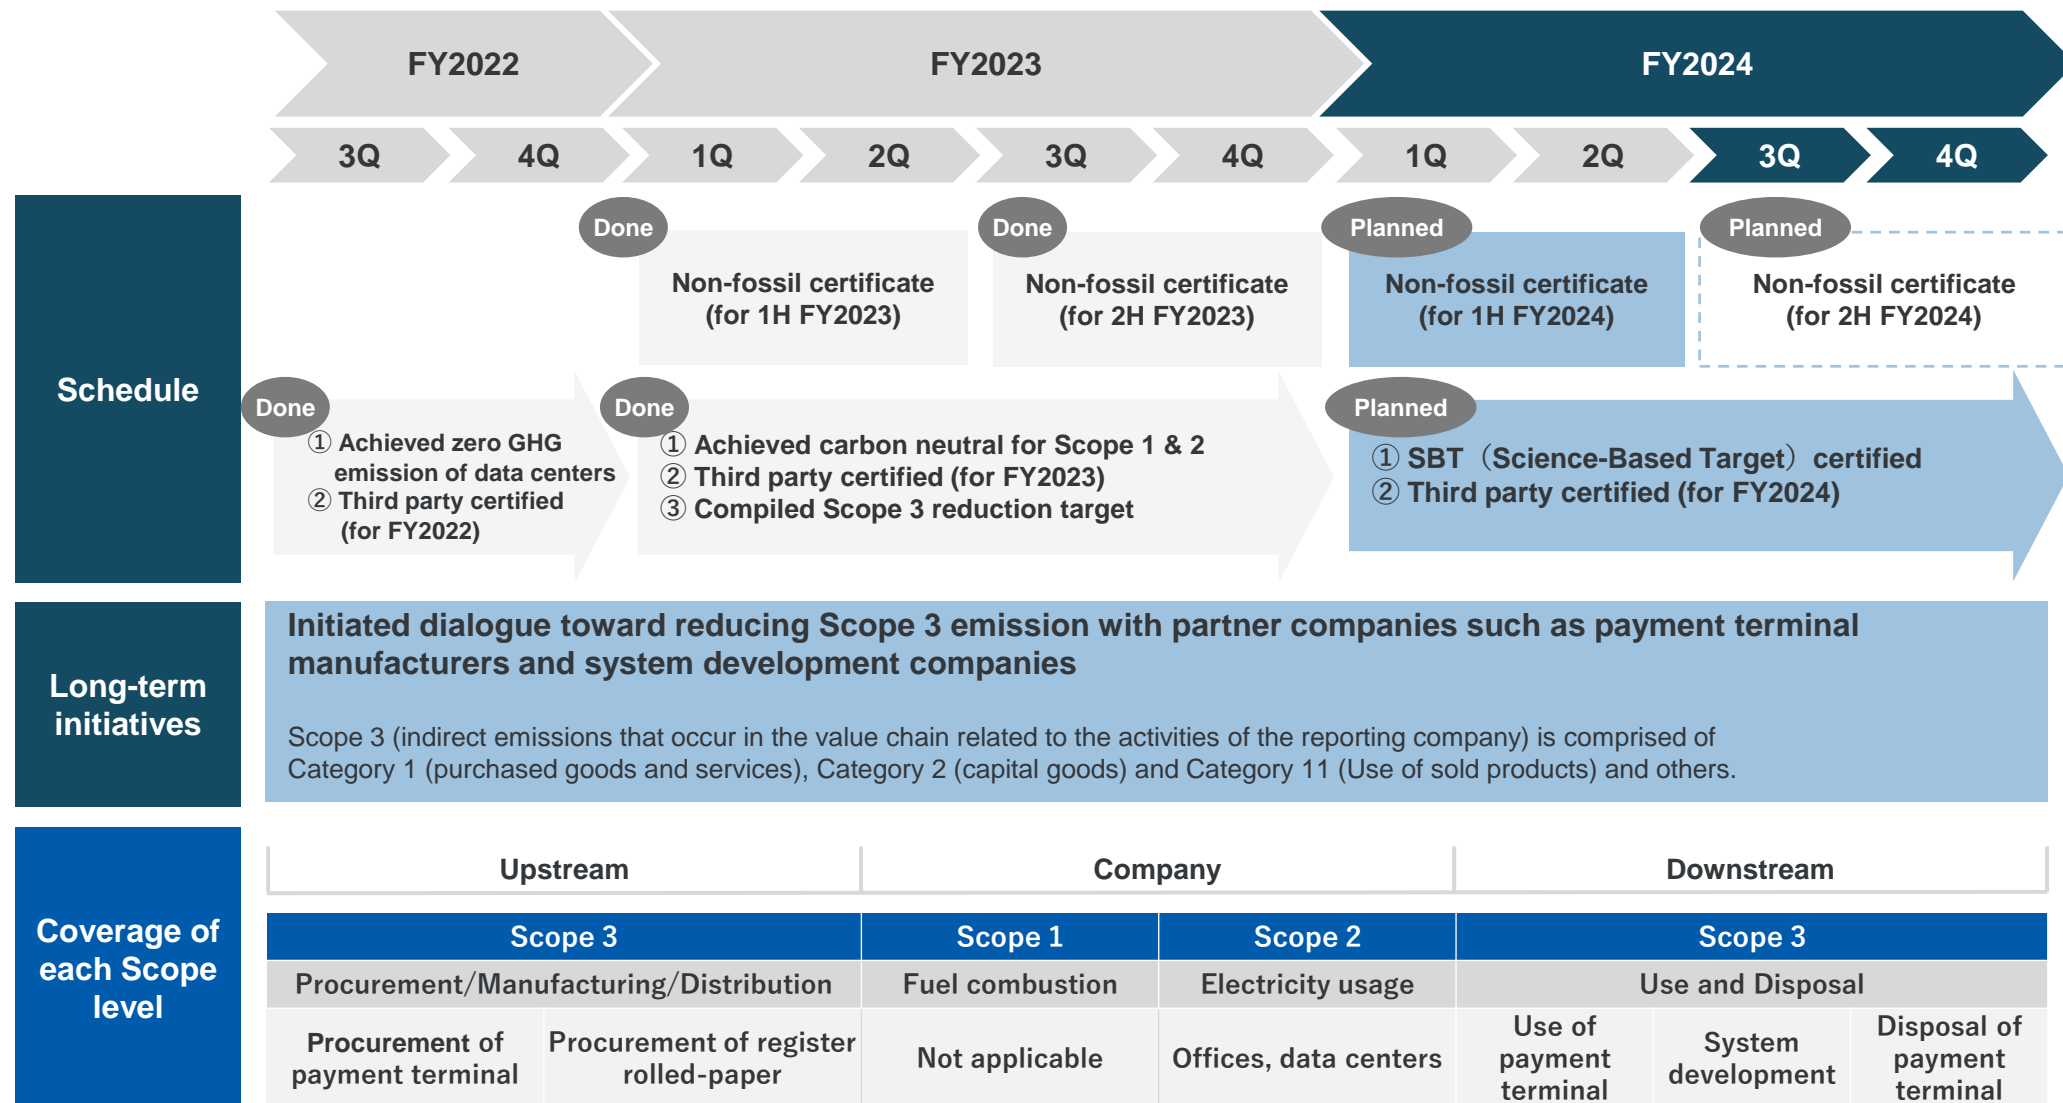 FY2022
FY2023
FY2024
3Q
4Q
1Q
2Q
3Q
4Q
1Q
2Q
3Q
4Q
Schedule
Done
Non-fossil certificate
(for 1H FY2023)
Done
Non-fossil certificate
(for 2H FY2023)
Planned
Non-fossil certificate
(for 1H FY2024)
Planned
Non-fossil certificate
(for 2H FY2024)
Done
① Achieved zero GHG
emission of data centers
② Third party certified
(for FY2022)
Done
① Achieved carbon neutral for Scope 1 & 2
② Third party certified (for FY2023)
③ Compiled Scope 3 reduction target
Planned
① SBT（Science-Based Target）certified
② Third party certified (for FY2024)
Long-term
initiatives
Initiated dialogue toward reducing Scope 3 emission with partner companies such as payment terminal
manufacturers and system development companies
Scope 3 (indirect emissions that occur in the value chain related to the activities of the reporting company) is comprised of
Category 1 (purchased goods and services), Category 2 (capital goods) and Category 11 (Use of sold products) and others.
Coverage of
each Scope
level
Upstream
Company
Downstream
Scope 3
Scope 1
Scope 2
Scope 3
Procurement/Manufacturing/Distribution
Fuel combustion
Electricity usage
Use and Disposal
Procurement of
payment terminal
Procurement of register
rolled-paper
Not applicable
Offices, data centers
Use of
payment
terminal
System
development
Disposal of
payment
terminal